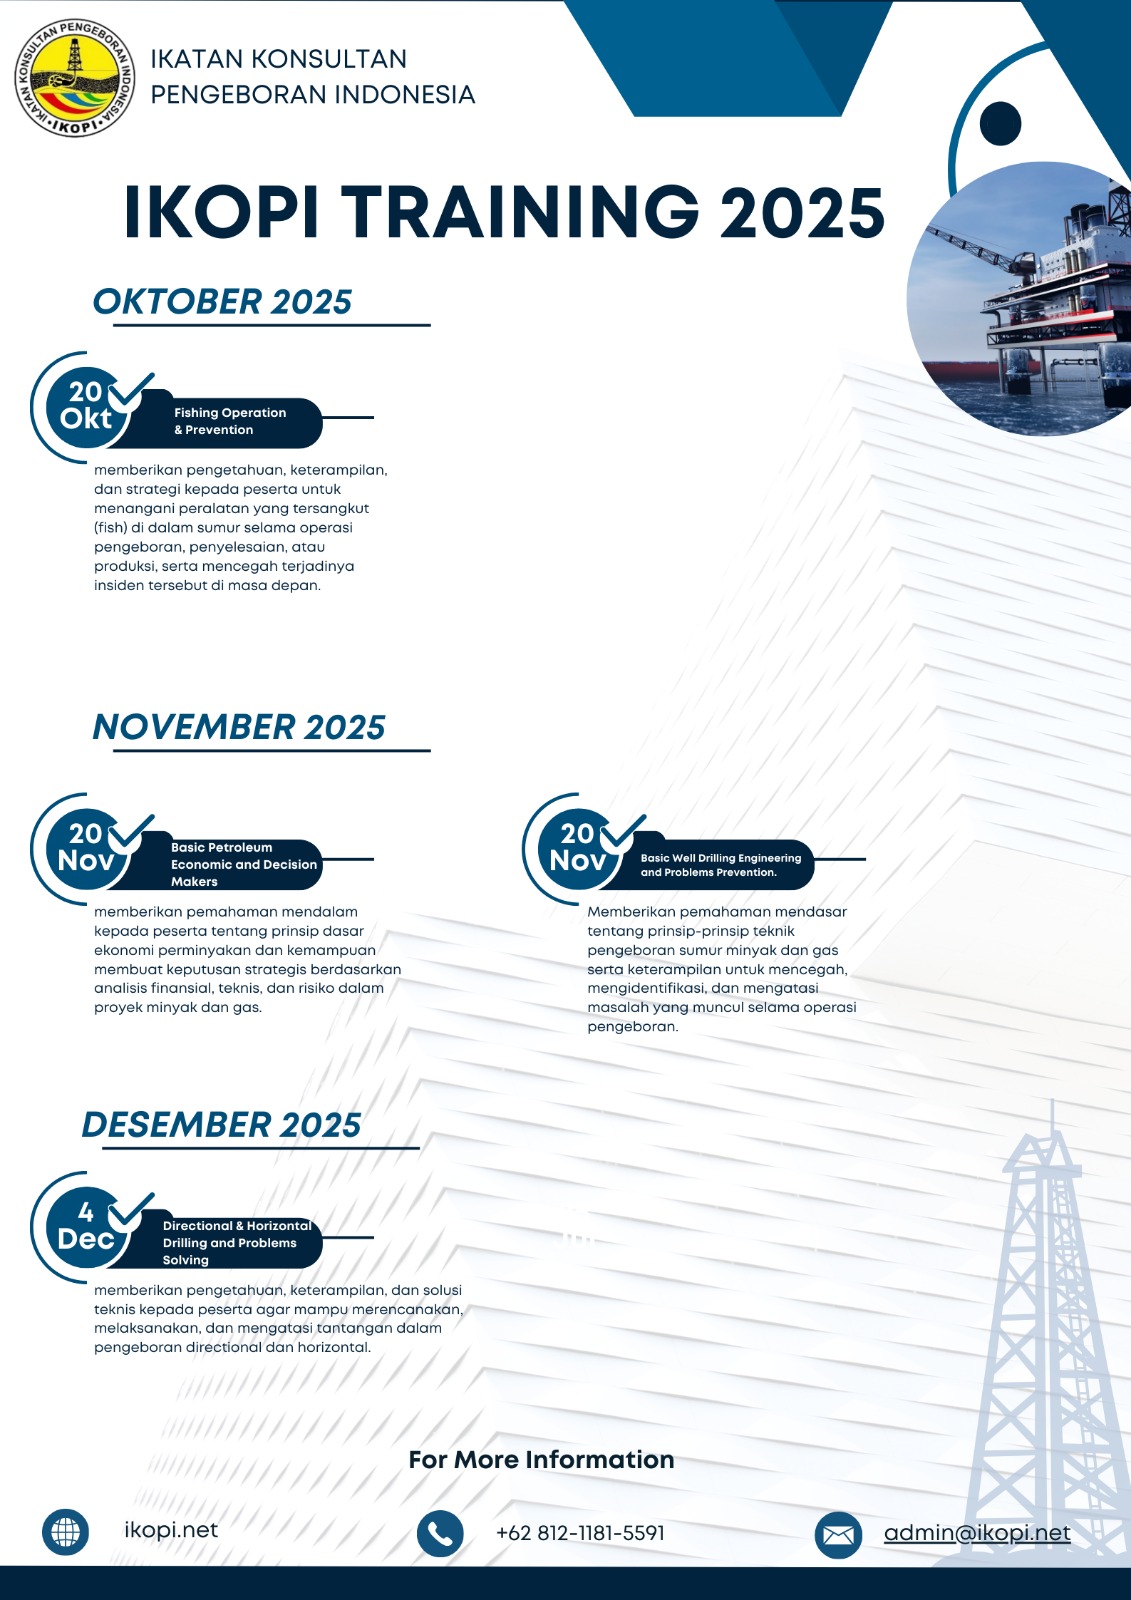 IKATAN KONSULTAN PENGEBORAN INDONESIA
• IKOPI •
IKATAN KONSULTAN
PENGEBORAN INDONESIA
IKOPI TRAINING 2025
OKTOBER 2025
20
Okt
Fishing Operation
& Prevention
memberikan pengetahuan, keterampilan,
dan strategi kepada peserta untuk
menangani peralatan yang tersangkut
(fish) di dalam sumur selama operasi
pengeboran, penyelesaian, atau
produksi, serta mencegah terjadinya
insiden tersebut di masa depan.
NOVEMBER 2025
20
Nov
Basic Petroleum
Economic and Decision
Makers
memberikan pemahaman mendalam
kepada peserta tentang prinsip dasar
ekonomi perminyakan dan kemampuan
membuat keputusan strategis berdasarkan
analisis finansial, teknis, dan risiko dalam
proyek minyak dan gas.
20
Nov
Basic Well Drilling Engineering
and Problems Prevention.
Memberikan pemahaman mendasar
tentang prinsip-prinsip teknik
pengeboran sumur minyak dan gas
serta keterampilan untuk mencegah,
mengidentifikasi, dan mengatasi
masalah yang muncul selama operasi
pengeboran.
DESEMBER 2025
4
Dec
Directional & Horizontal
Drilling and Problems
Solving
memberikan pengetahuan, keterampilan, dan solusi
teknis kepada peserta agar mampu merencanakan,
melaksanakan, dan mengatasi tantangan dalam
pengeboran directional dan horizontal.
For More Information
ikopi.net
+62 812-1181-5591
admin@ikopi.net